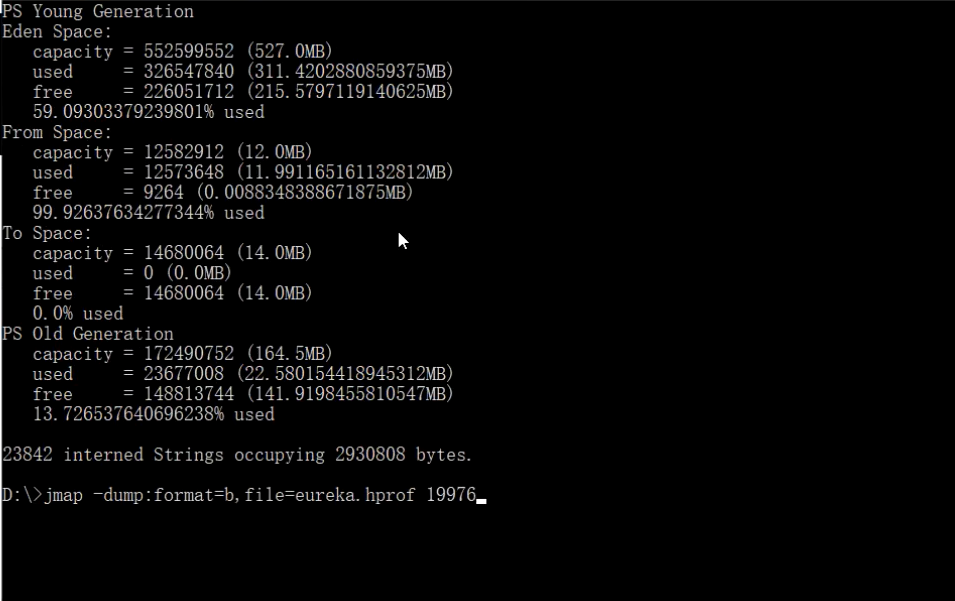 PS Young Generation
Eden Space:
   capacity = 552599552 (527.0MB)
   used     = 326547840 (311.4202880859375MB)
   free     = 226051712 (215.5797119140625MB)
   59.09303379239801% used
From Space:
   capacity = 12582912 (12.0MB)
   used     = 12573648 (11.991165161132812MB)
   free     = 9264 (0.0088348388671875MB)
   99.92637634277344% used
To Space:
   capacity = 14680064 (14.0MB)
   used     = 0 (0.0MB)
   free     = 14680064 (14.0MB)
   0.0% used
PS Old Generation
   capacity = 172490752 (164.5MB)
   used     = 23677008 (22.580154418945312MB)
   free     = 148813744 (141.9198455810547MB)
   13.726537640696238% used

23842 interned Strings occupying 2930808 bytes.

D:\>jmap -dump:format=b,file=eureka.hprof 19976